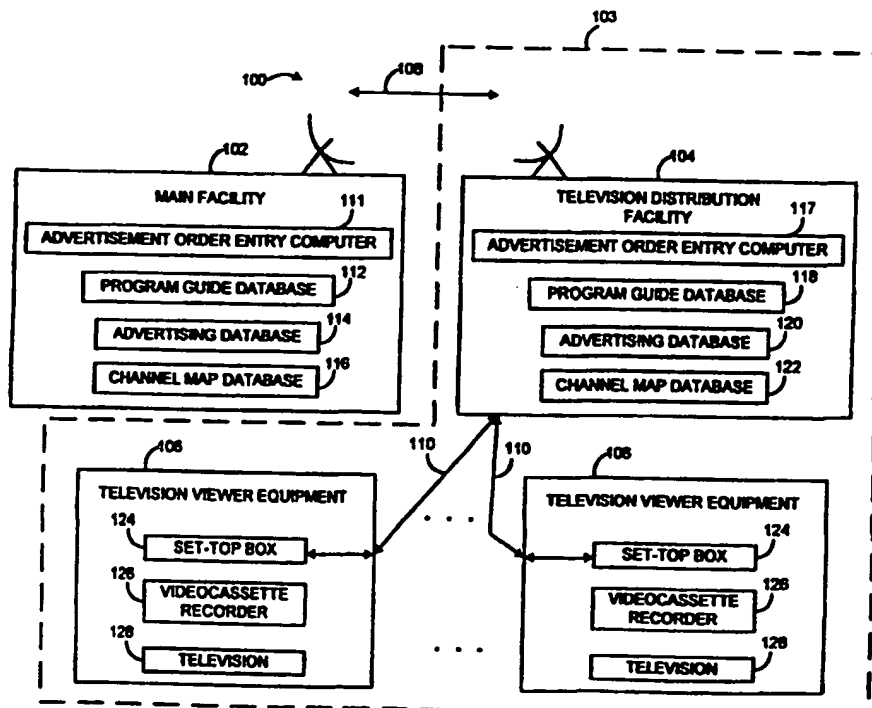 103
100
108
102
104
MAIN FACILITY
111
ADVERTISEMENT ORDER ENTRY COMPUTER
112
PROGRAM GUIDE DATABASE
114
ADVERTISING DATABASE
116
CHANNEL MAP DATABASE
TELEVISION DISTRIBUTION
FACILITY
117
ADVERTISEMENT ORDER ENTRY COMPUTER
118
PROGRAM GUIDE DATABASE
120
ADVERTISING DATABASE
122
CHANNEL MAP DATABASE
106
110
110
106
TELEVISION VIEWER EQUIPMENT
124
SET-TOP BOX
126
VIDEOCASSETTE
RECORDER
128
TELEVISION
. . .
. . .
TELEVISION VIEWER EQUIPMENT
124
SET-TOP BOX
126
VIDEOCASSETTE
RECORDER
128
TELEVISION